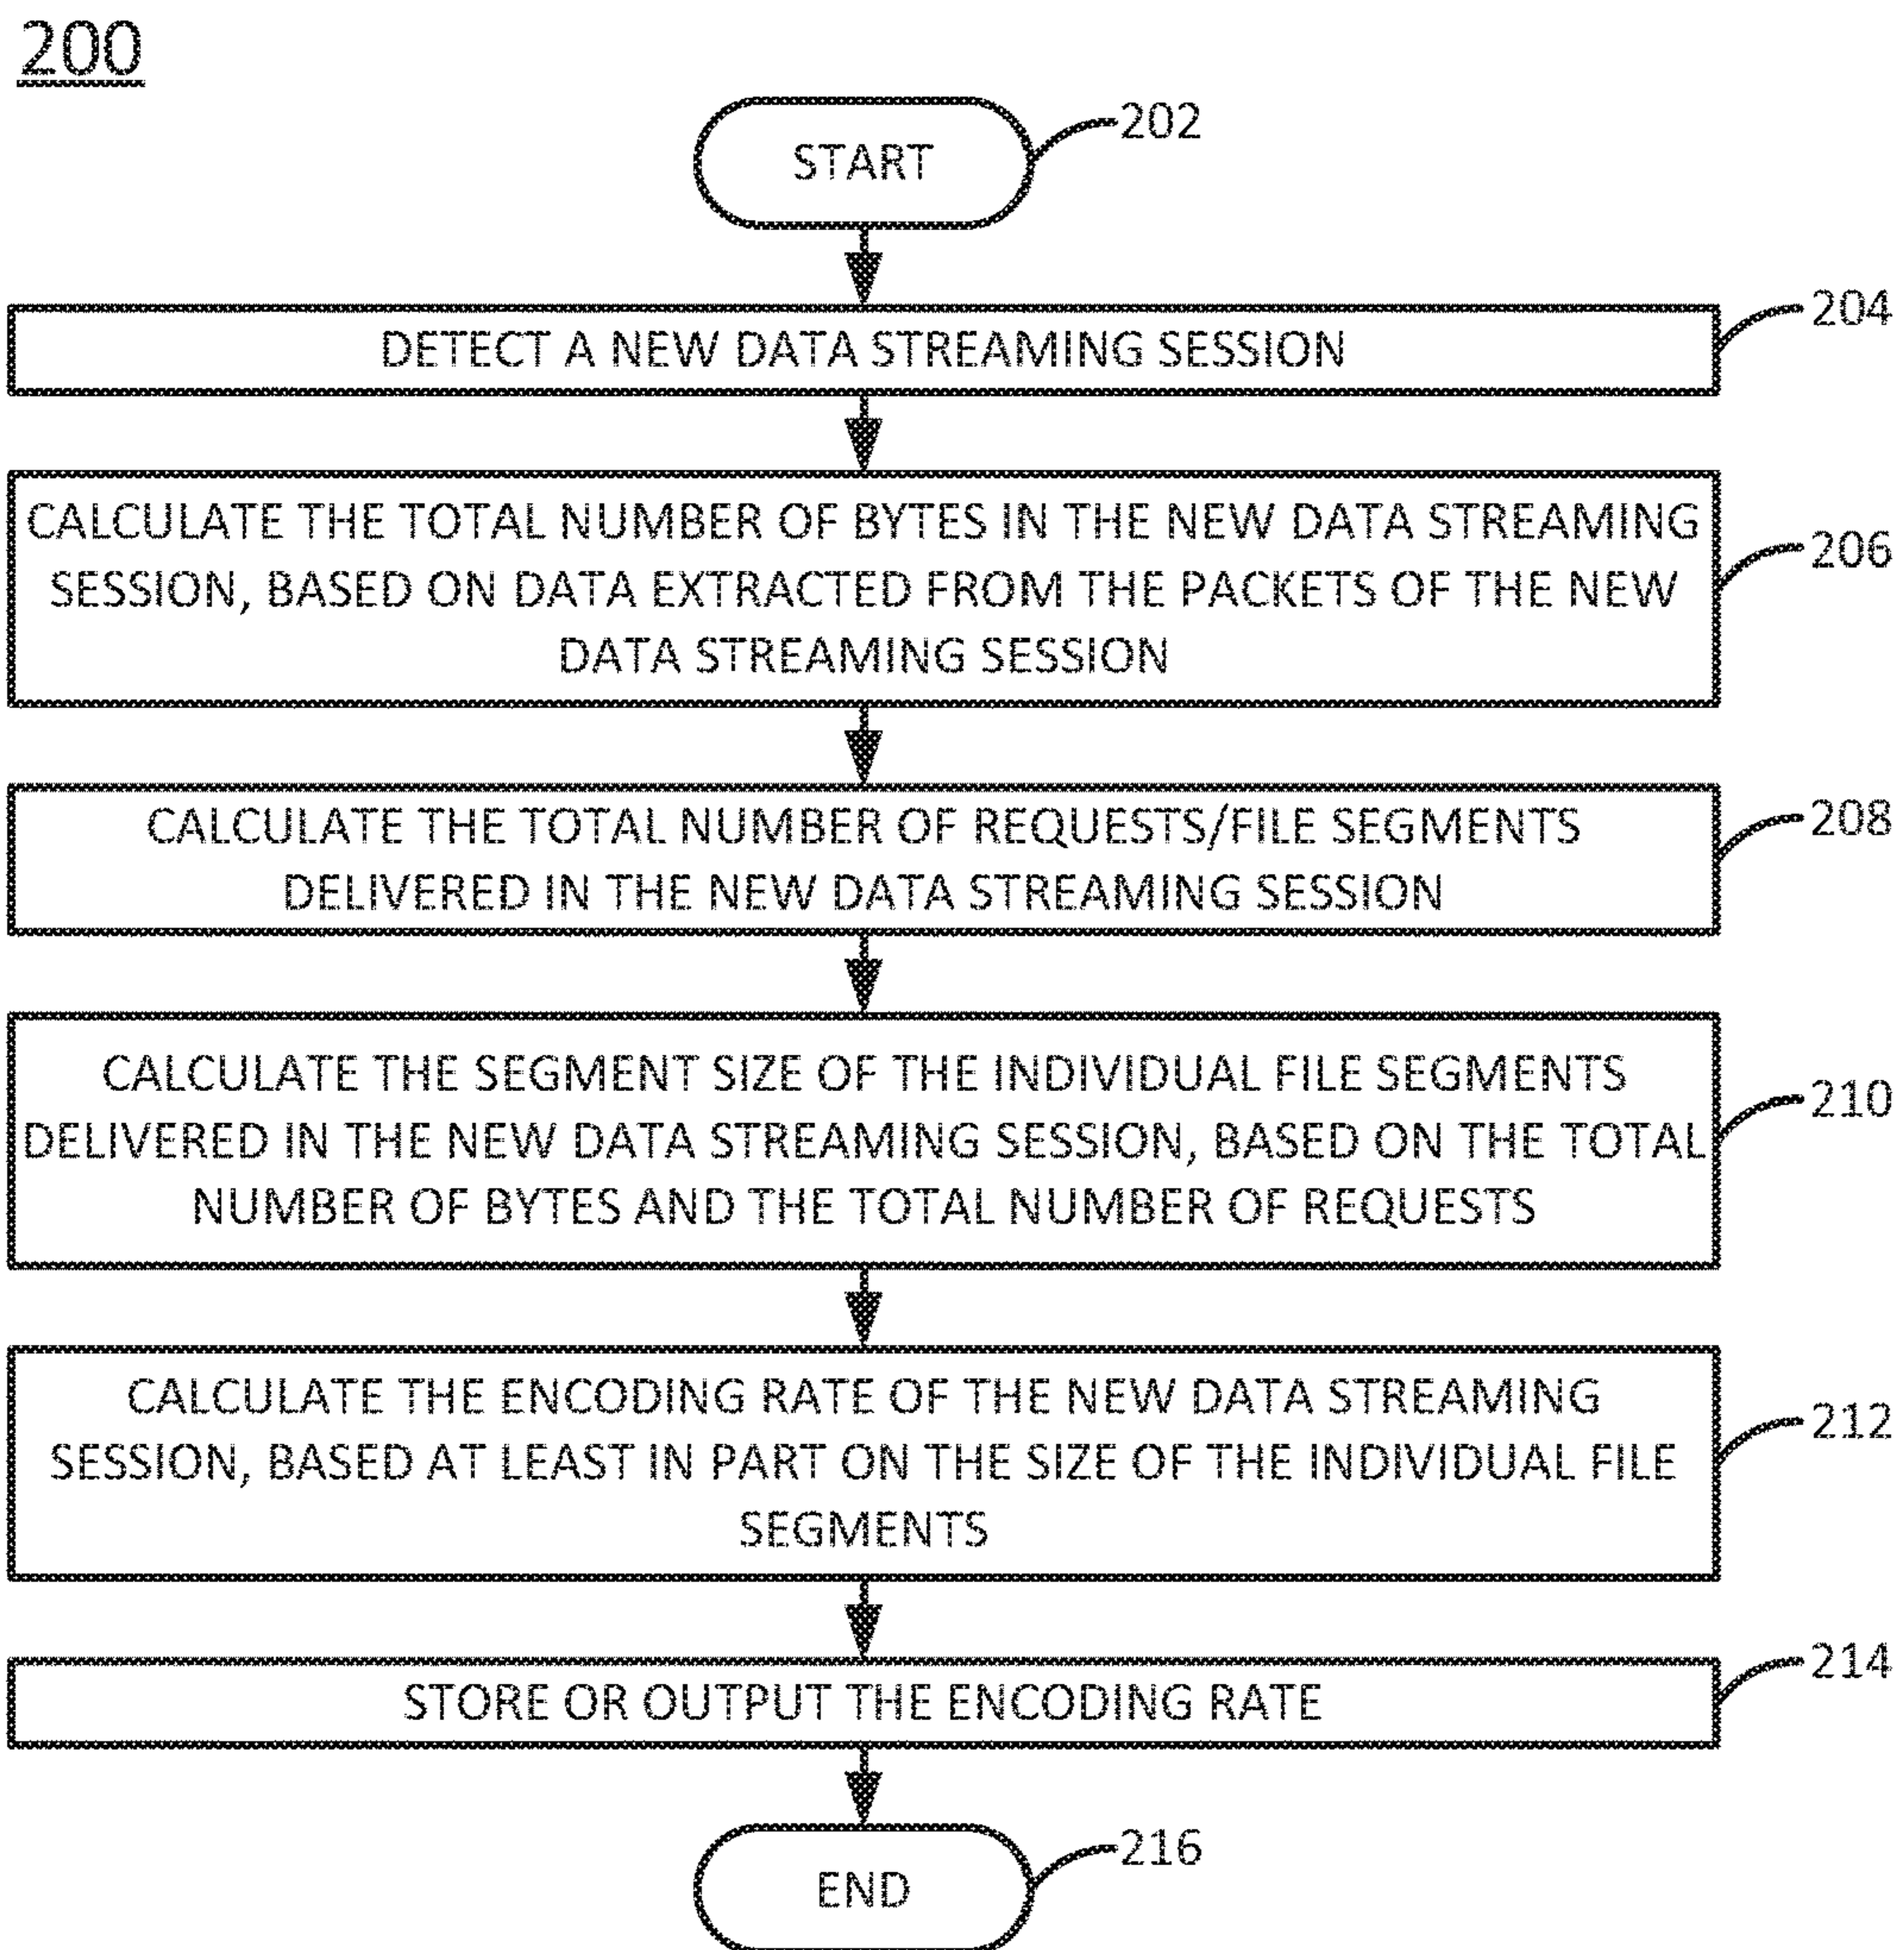 200
START
202
DETECT A NEW DATA STREAMING SESSION
204
CALCULATE THE TOTAL NUMBER OF BYTES IN THE NEW DATA STREAMING
SESSION, BASED ON DATA EXTRACTED FROM THE PACKETS OF THE NEW
DATA STREAMING SESSION
206
CALCULATE THE TOTAL NUMBER OF REQUESTS/FILE SEGMENTS
DELIVERED IN THE NEW DATA STREAMING SESSION
208
CALCULATE THE SEGMENT SIZE OF THE INDIVIDUAL FILE SEGMENTS
DELIVERED IN THE NEW DATA STREAMING SESSION, BASED ON THE TOTAL
NUMBER OF BYTES AND THE TOTAL NUMBER OF REQUESTS
210
CALCULATE THE ENCODING RATE OF THE NEW DATA STREAMING
SESSION, BASED AT LEAST IN PART ON THE SIZE OF THE INDIVIDUAL FILE
SEGMENTS
212
STORE OR OUTPUT THE ENCODING RATE
214
END
216